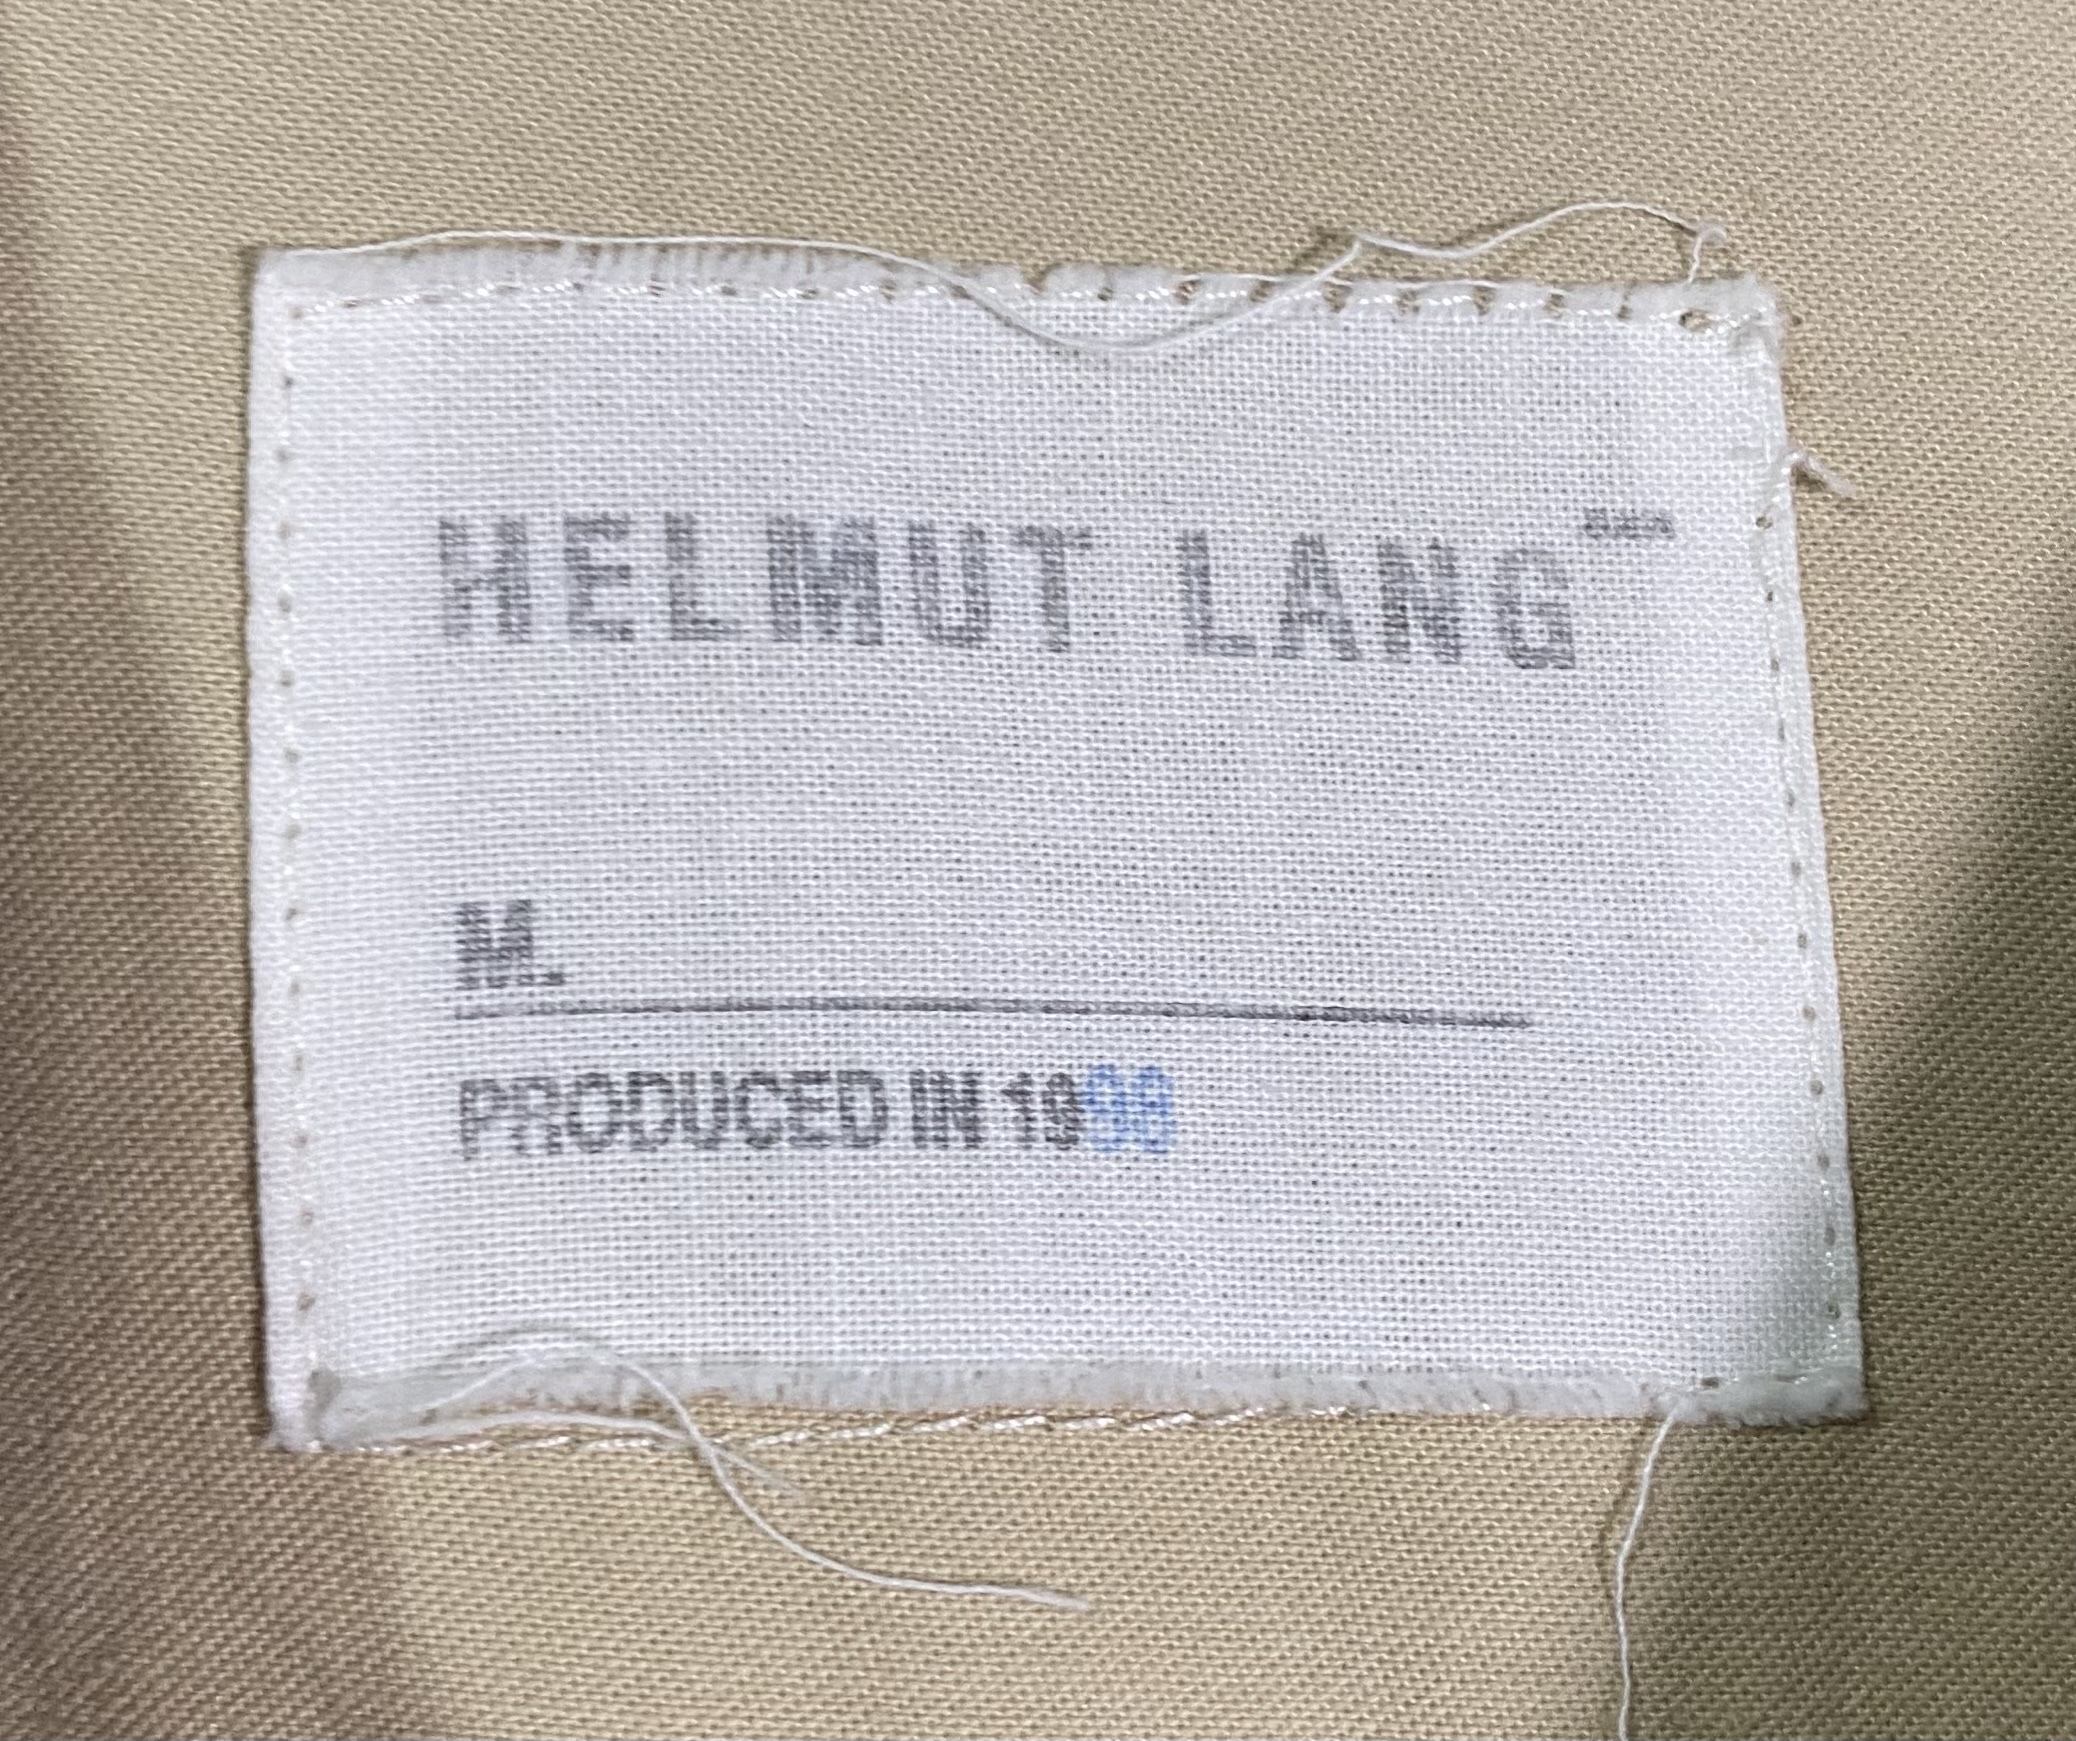 HELMUT LANG
M.
PRODUCED IN 1998